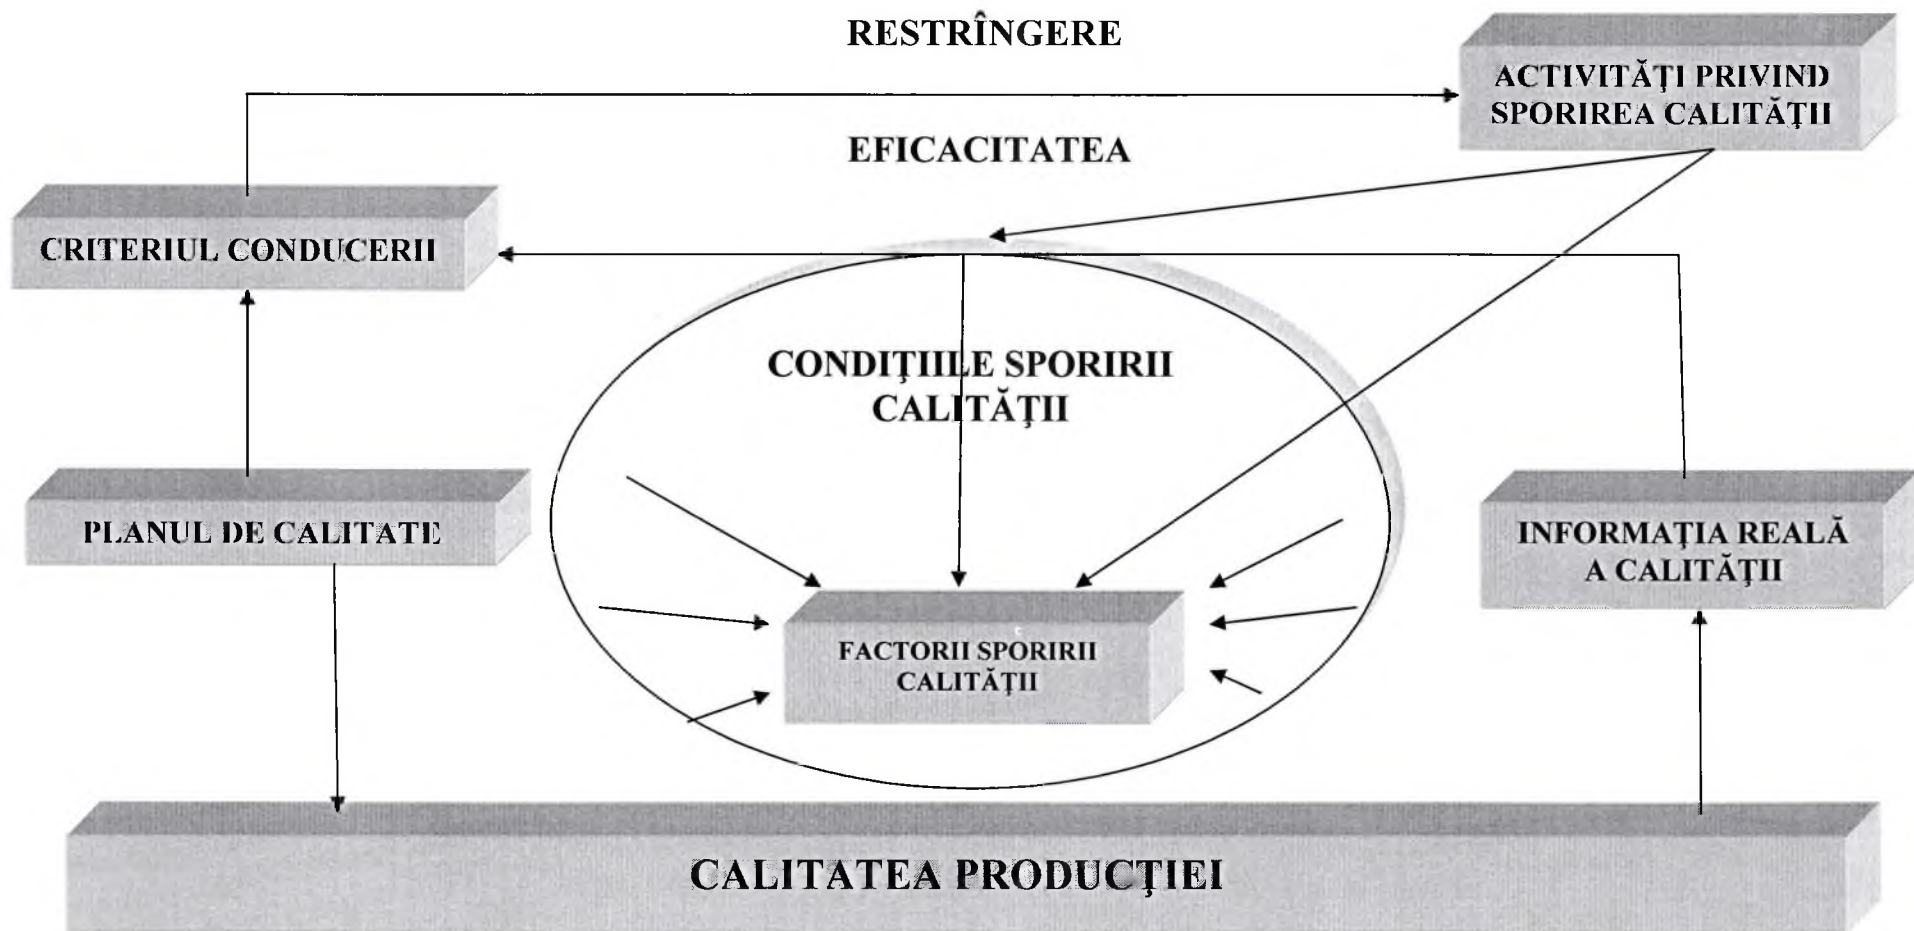 RESTRÎNGERE
ACTIVITĂŢI PRIVIND
SPORIREA CALITĂŢII
EFICACITATEA
CRITERIUL CONDUCERII
CONDIŢIILE SPORIRII
CALITĂŢII
PLANUL DE CALITATE
INFORMAŢIA REALĂ
A CALITĂŢII
FACTORII SPORIRII
CALITĂŢII
CALITATEA PRODUCŢIEI